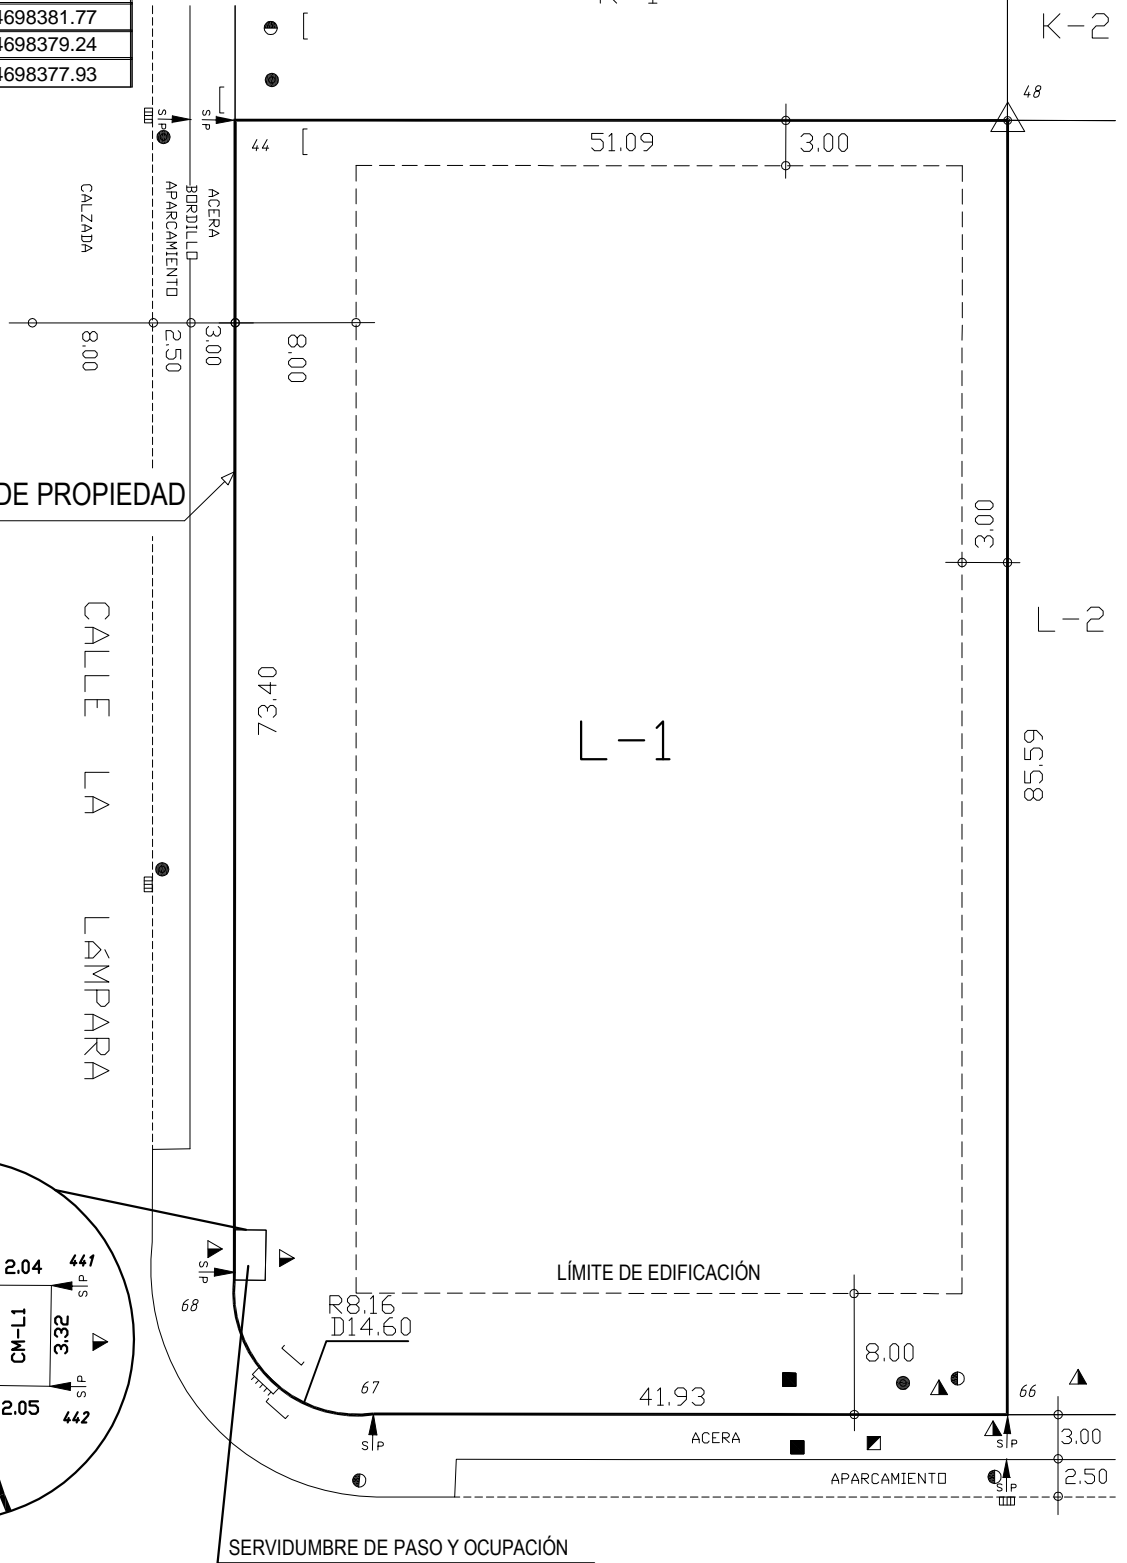 4698381.77
4698379.24
4698377.93
K-2
48
S P
S P
44
51.09
3.00
CALZADA
APARCAMIENTO
BORDILLO
ACERA
8.00
2.50
3.00
8.00
DE PROPIEDAD
3.00
L-2
CALLE LA LÁMPARA
73.40
L-1
85.59
2.04
441
S P
CM-L1
3.32
S P
2.05
442
S P
68
LÍMITE DE EDIFICACIÓN
R8.16
D14.60
8.00
67
41.93
66
S P
ACERA
S P
3.00
APARCAMIENTO
S P
2.50
SERVIDUMBRE DE PASO Y OCUPACIÓN